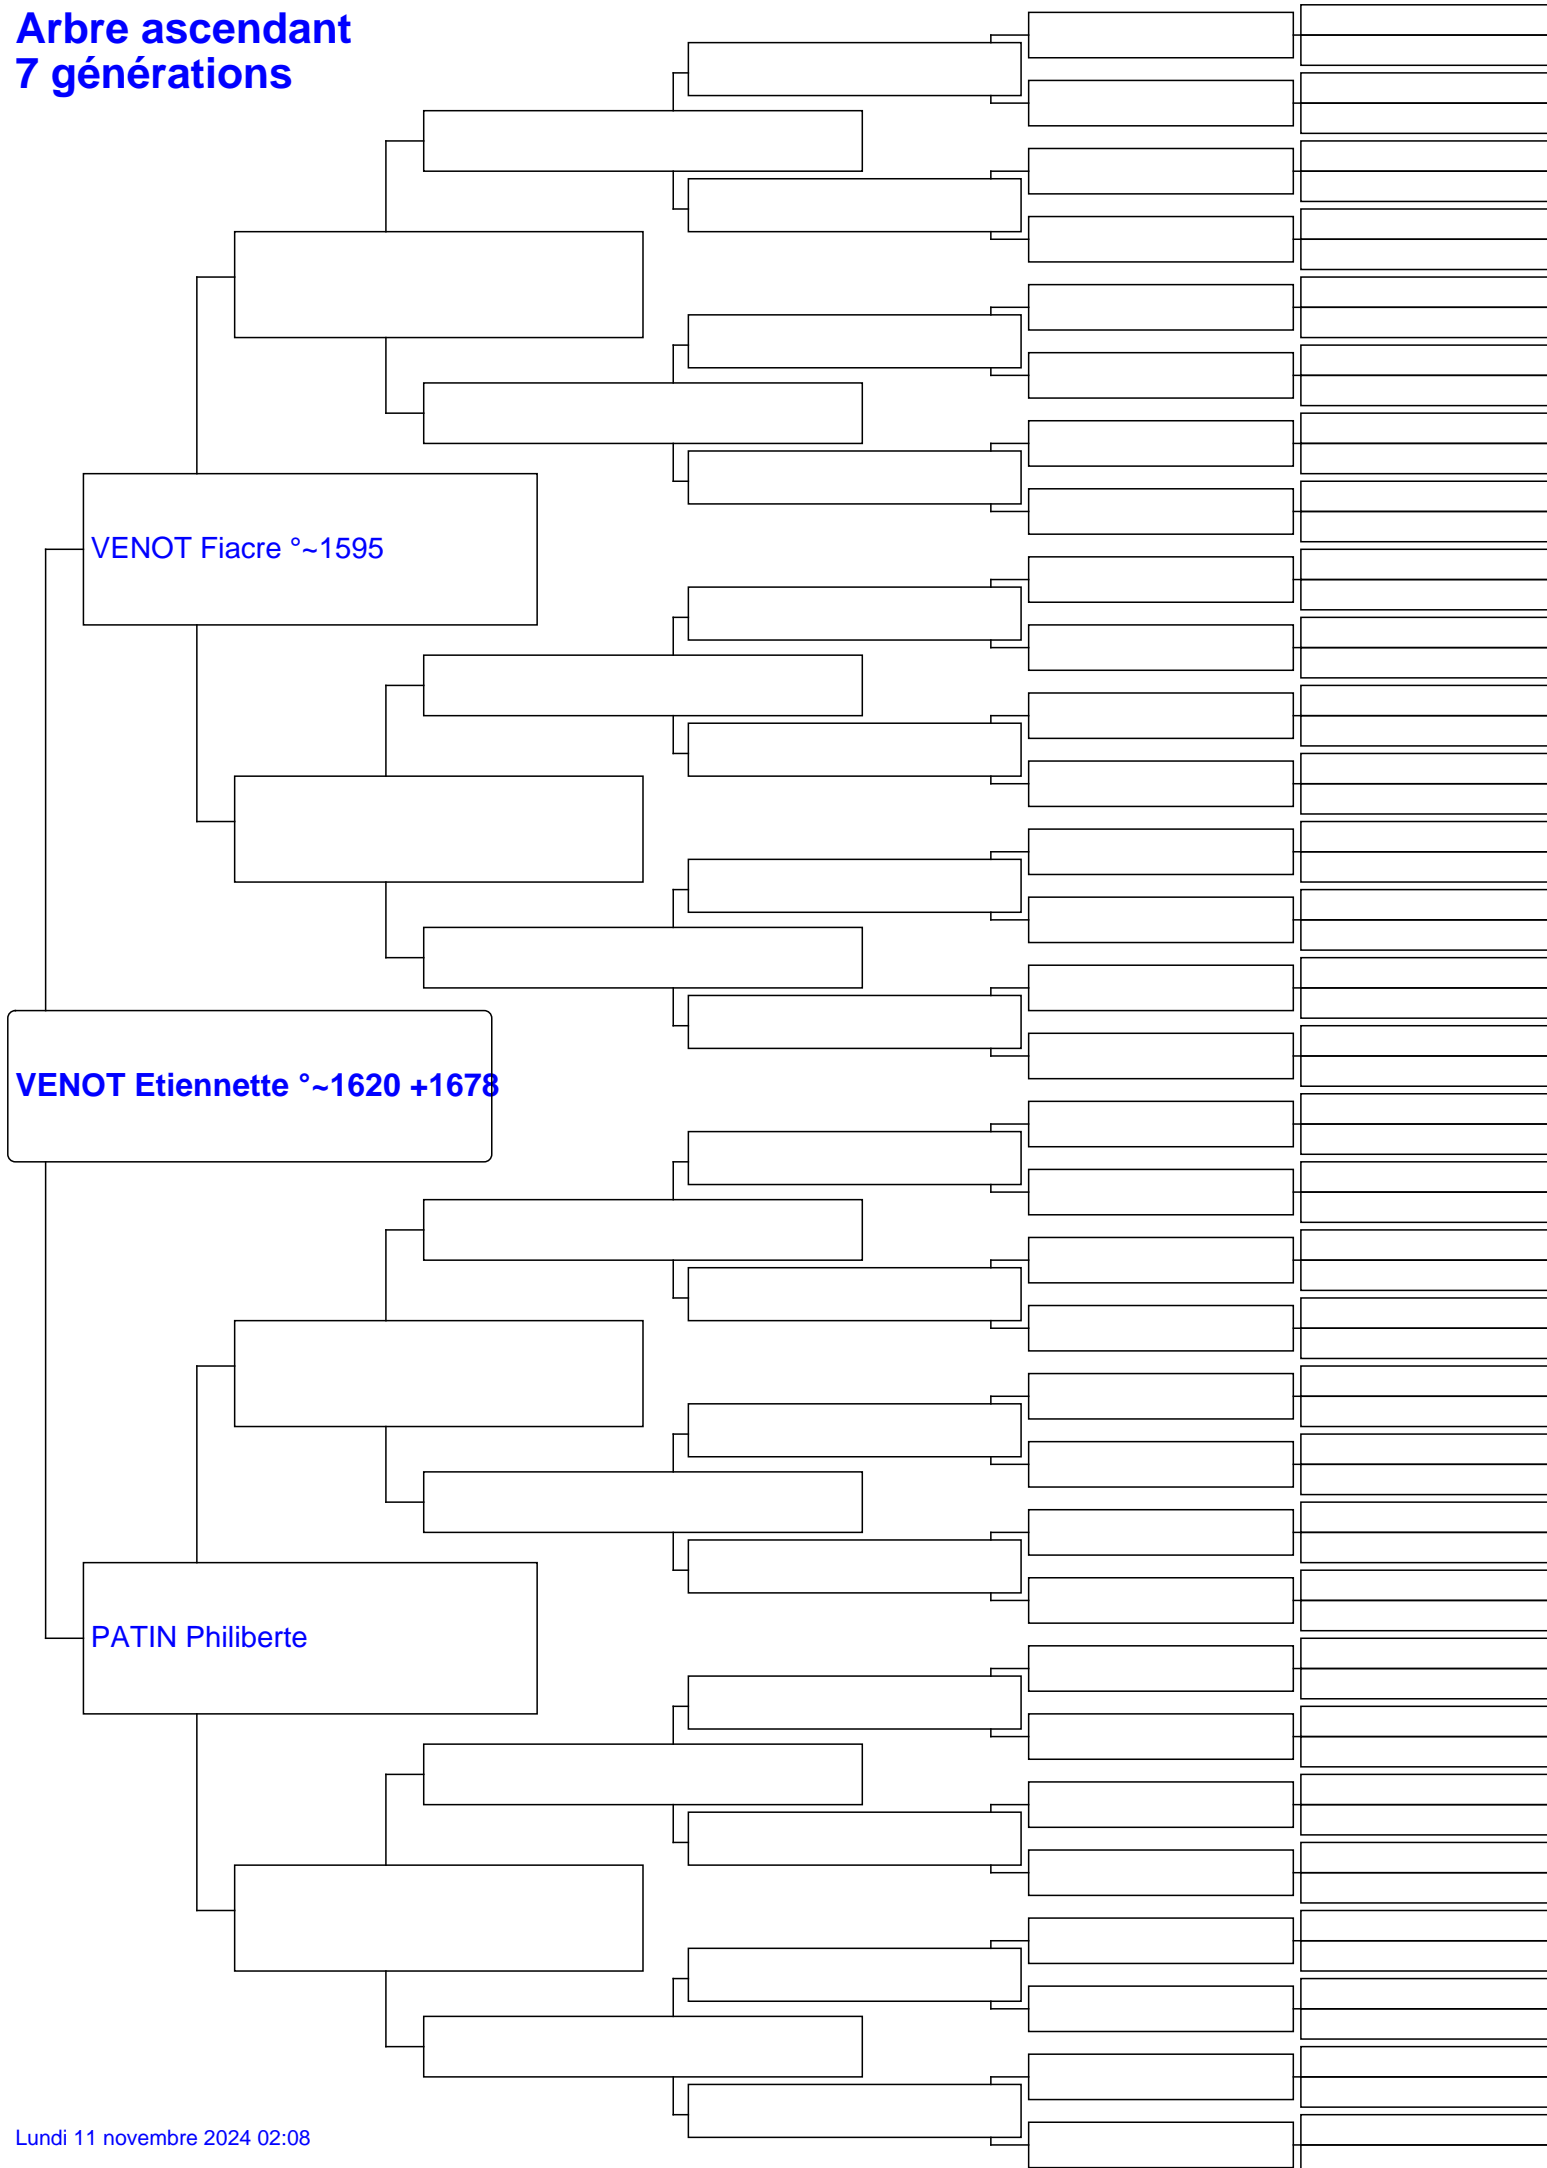 Arbre ascendant
7 générations
VENOT Fiacre °~1595
VENOT Etiennette °~1620 +1678
PATIN Philiberte
Lundi 11 novembre 2024 02:08